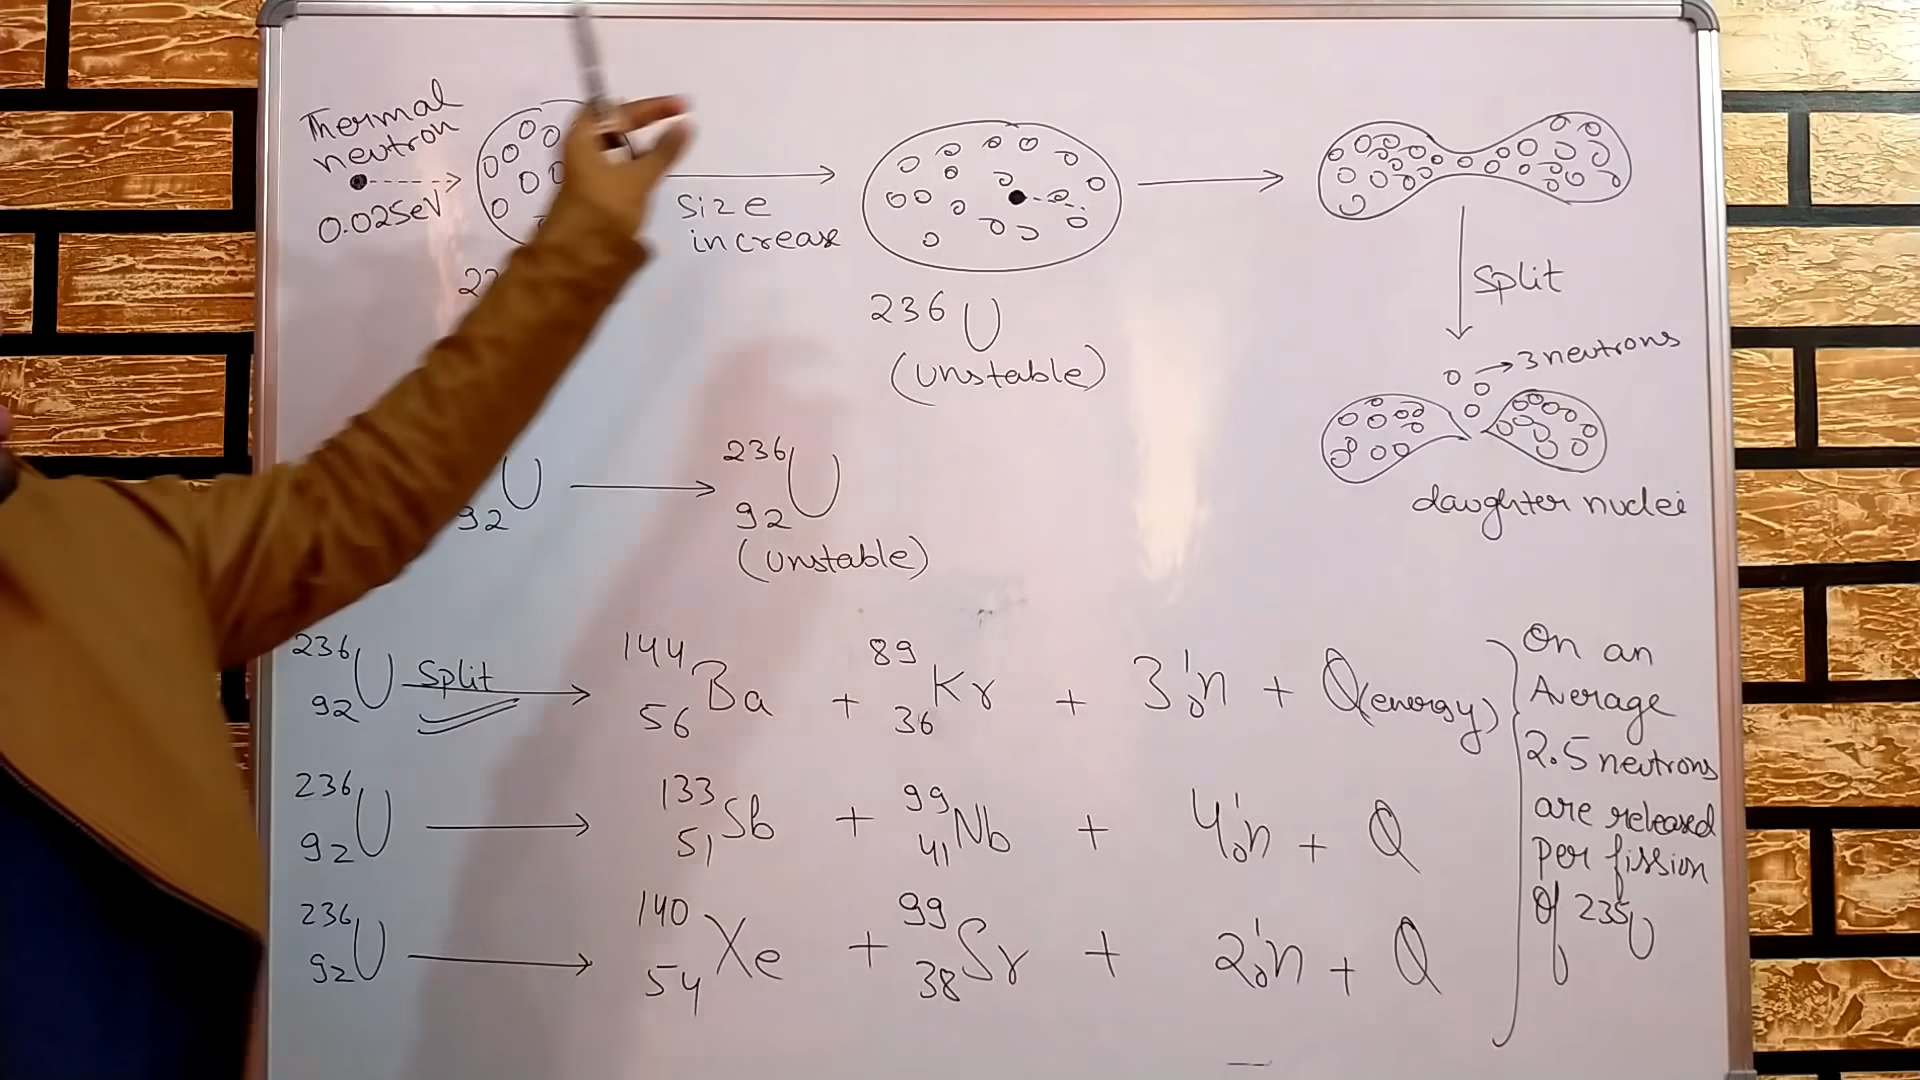 Thermal
neutron
0.025eV
size
increase
236 U
(unstable)
split
→ 3 neutrons
daughter nuclei
92 U → 236 92 U
(unstable)
236 92 U split → 144 56 Ba + 89 36 Kr + 3 1 0 n + Q(energy)
236 92 U → 133 51 Sb + 99 41 Nb + 4 1 0 n + Q
236 92 U → 140 54 Xe + 99 38 Sr + 2 1 0 n + Q
On an
Average
2.5 neutrons
are released
per fission
of 235 U